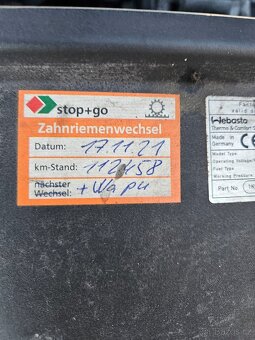 stop+go
Zahnriemenwechsel
Datum: 17.11.21
km-Stand: 112458
nächster
Wechsel: + Wapu
Webasto
Thermo & Comfort
Made in
Germany
CE
Model Type
Operating Voltage
Fuel Type
Working Pressure
Part No